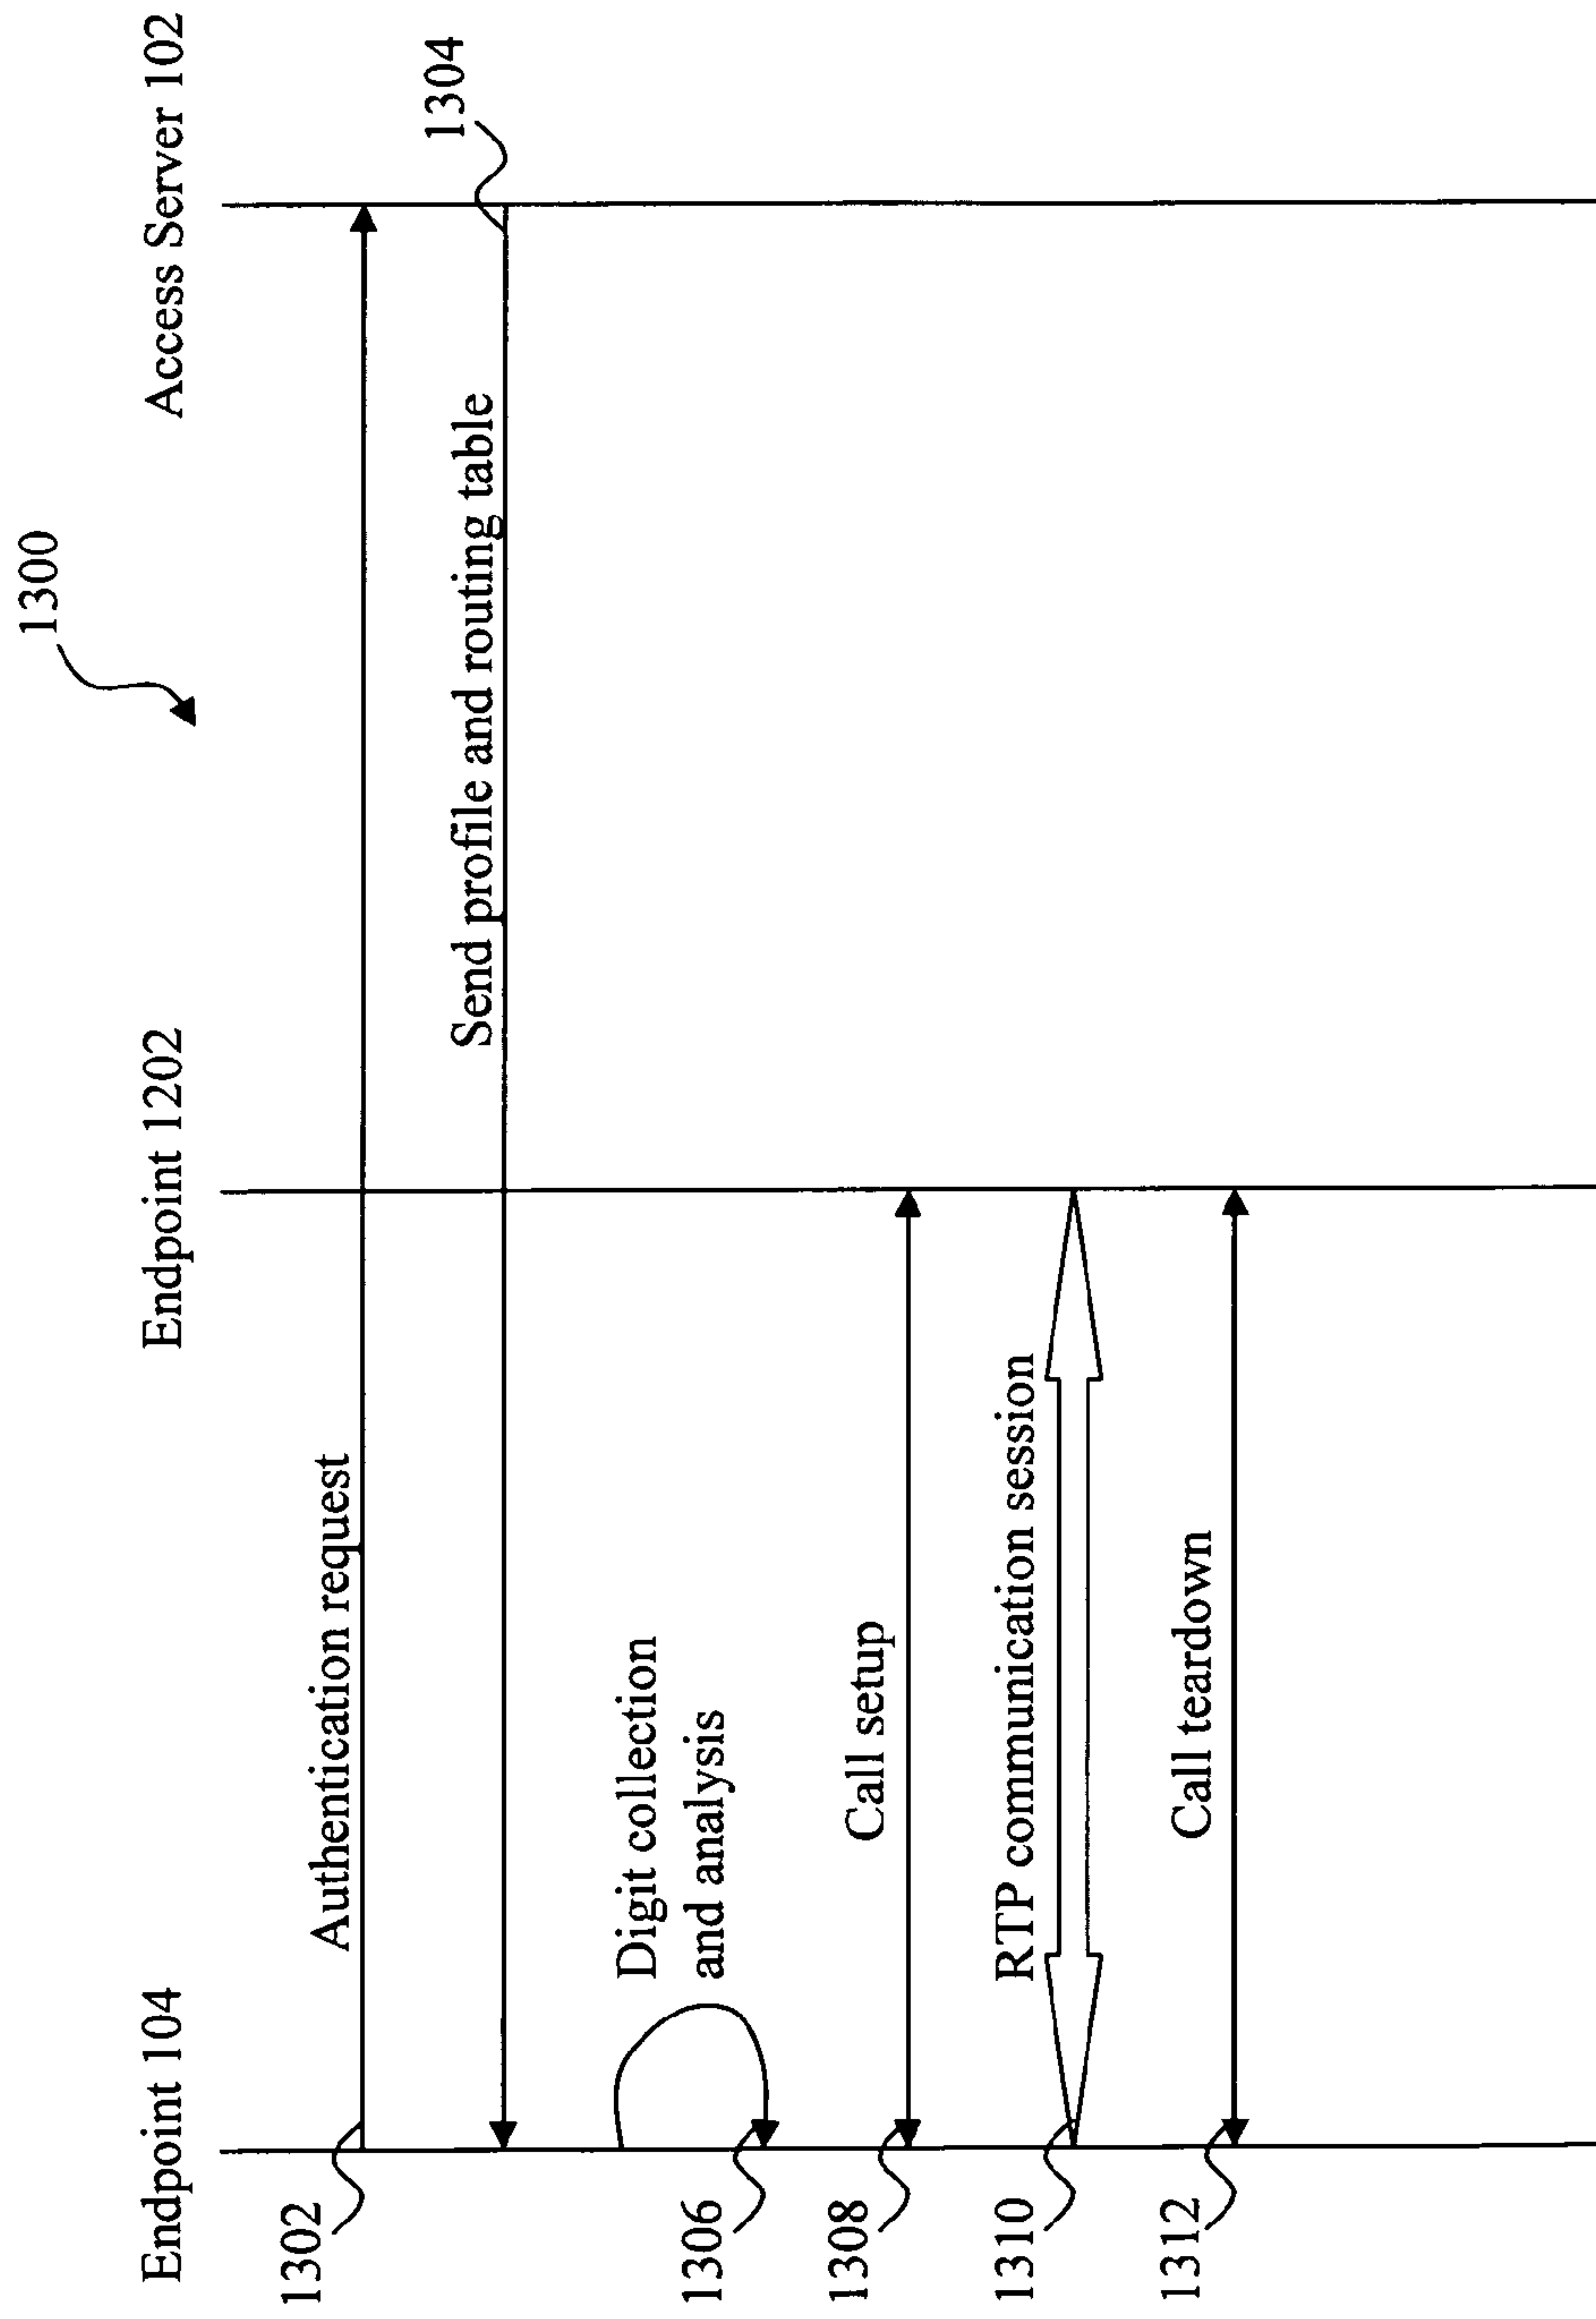 1300
Endpoint 104
Endpoint 1202
Access Server 102
1302
Authentication request
1304
Send profile and routing table
Digit collection
and analysis
1306
Call setup
1308
RTP communication session
1310
Call teardown
1312